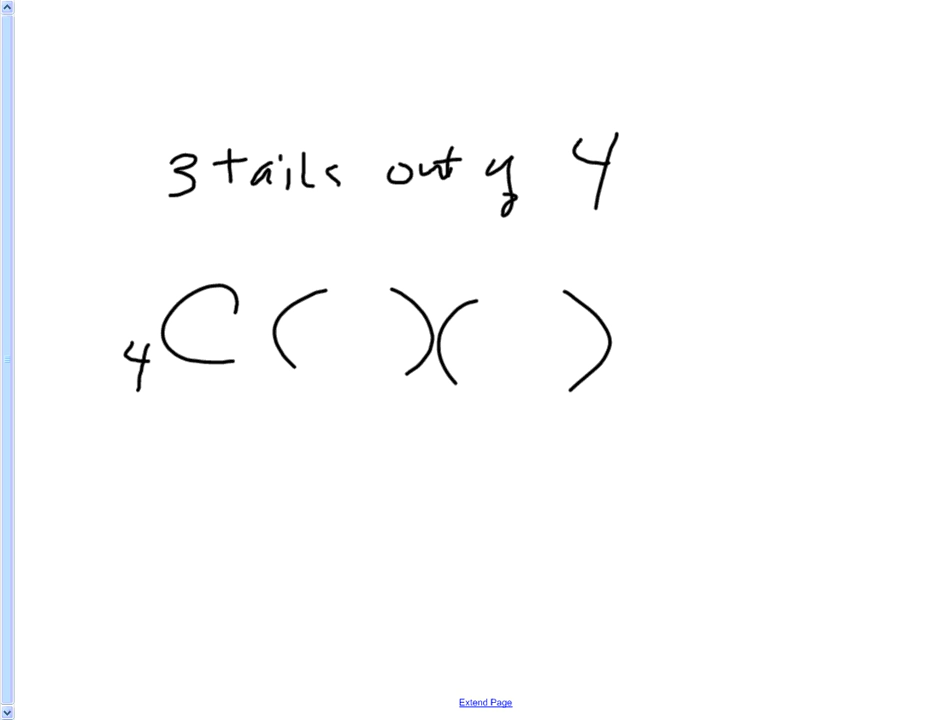 3 tails out of 4
4C( )( )
Extend Page